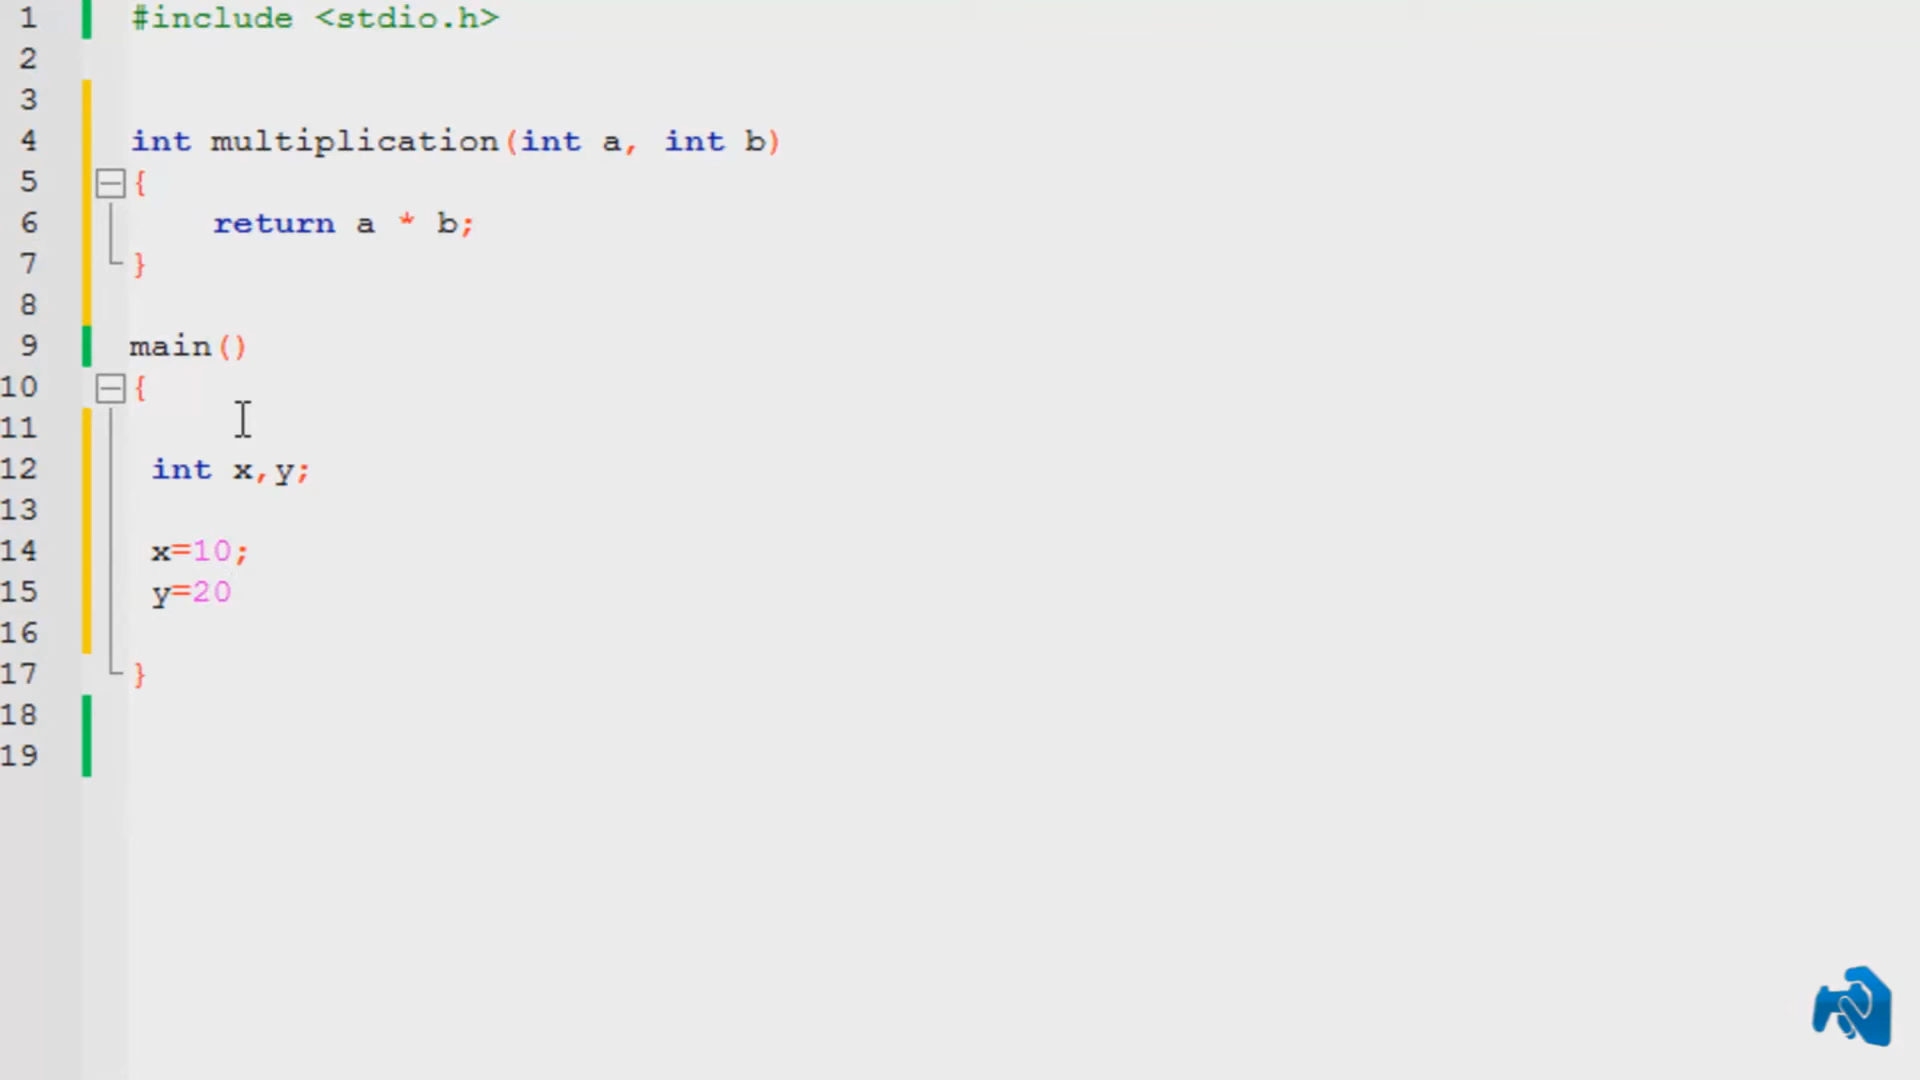 1 #include <stdio.h>
2
3
4 int multiplication(int a, int b)
5 {
6 return a * b;
7 }
8
9 main()
10 {
11
12 int x,y;
13
14 x=10;
15 y=20
16
17 }
18
19